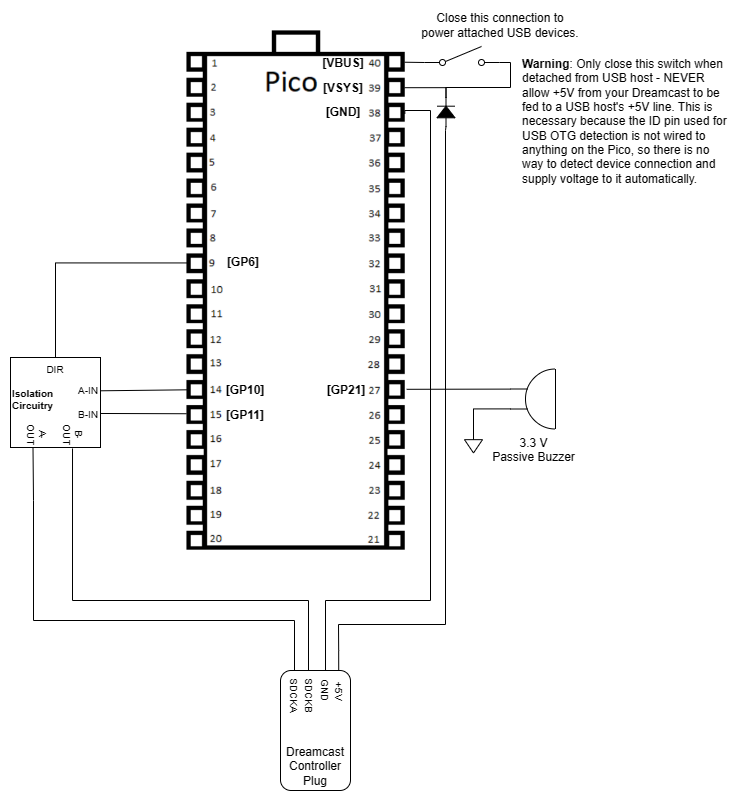 Close this connection to
power attached USB devices.
1 [VBUS] 40
Pico
2 [VSYS] 39
3 [GND] 38
4 37
5 36
6 35
7 34
8 33
9 [GP6] 32
10 31
11 30
12 29
13 28
14 [GP10] [GP21] 27
15 [GP11] 26
16 25
17 24
18 23
19 22
20 21
Warning: Only close this switch when
detached from USB host - NEVER
allow +5V from your Dreamcast to be
fed to a USB host's +5V line. This is
necessary because the ID pin used for
USB OTG detection is not wired to
anything on the Pico, so there is no
way to detect device connection and
supply voltage to it automatically.
DIR
Isolation
Circuitry
A-IN
B-IN
A-
OUT
B-
OUT
3.3 V
Passive Buzzer
SDCKA
SDCKB
GND
+5V
Dreamcast
Controller
Plug